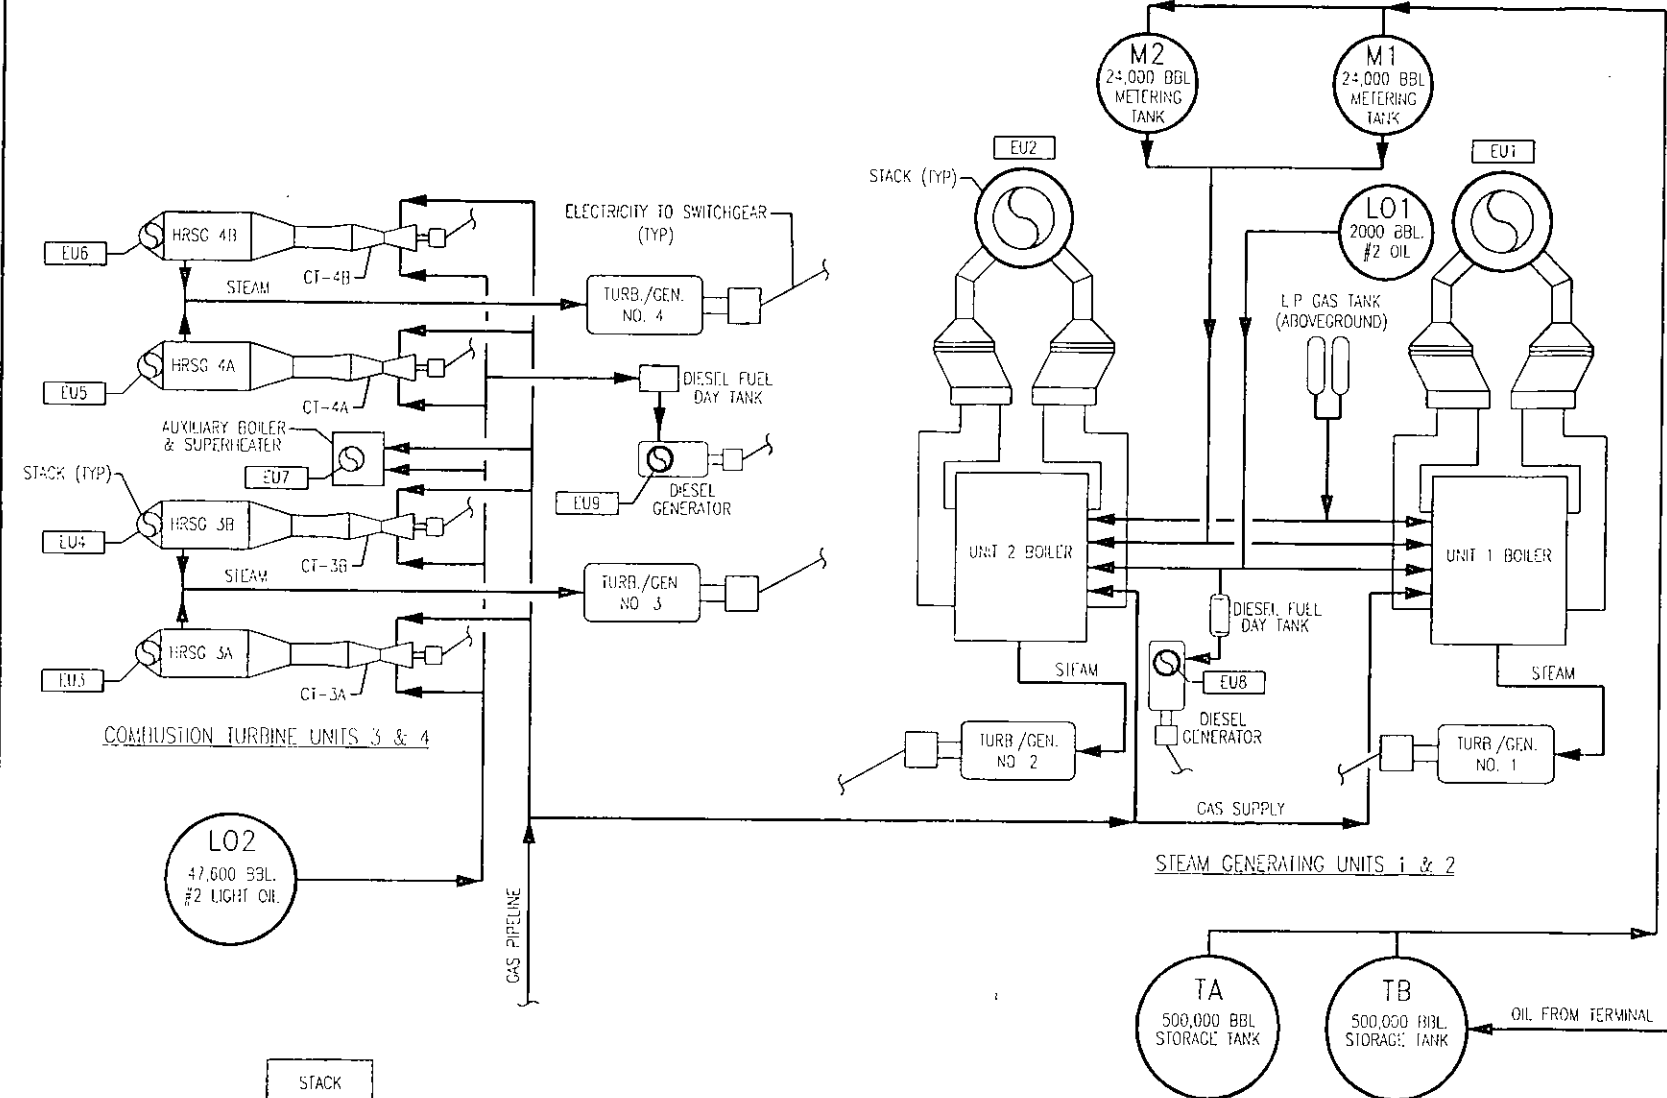 M2
24,000 BBL
METERING
TANK
M1
24,000 BBL
METERING
TANK
EU2
EU1
STACK (TYP)
LO1
2000 BBL.
#2 OIL
L P GAS TANK
(ABOVEGROUND)
ELECTRICITY TO SWITCHGEAR
(TYP)
HRSG 4B
EU6
CT-4B
STEAM
TURB./GEN.
NO. 4
HRSG 4A
EU5
CT-4A
DIESEL FUEL
DAY TANK
AUXILIARY BOILER
& SUPERHEATER
EU7
STACK (TYP)
EU9
DIESEL
GENERATOR
HRSG 3B
EU4
CT-3B
STEAM
TURB./GEN
NO 3
HRSG 3A
EU3
CT-3A
COMBUSTION TURBINE UNITS 3 & 4
UNIT 2 BOILER
UNIT 1 BOILER
DIESEL FUEL
DAY TANK
STEAM
EU8
STEAM
DIESEL
GENERATOR
TURB /GEN.
NO 2
TURB /GEN.
NO. 1
GAS SUPPLY
STEAM GENERATING UNITS 1 & 2
LO2
47,600 BBL.
#2 LIGHT OIL
GAS PIPELINE
TA
500,000 BBL
STORAGE TANK
TB
500,000 BBL.
STORAGE TANK
OIL FROM TERMINAL
STACK